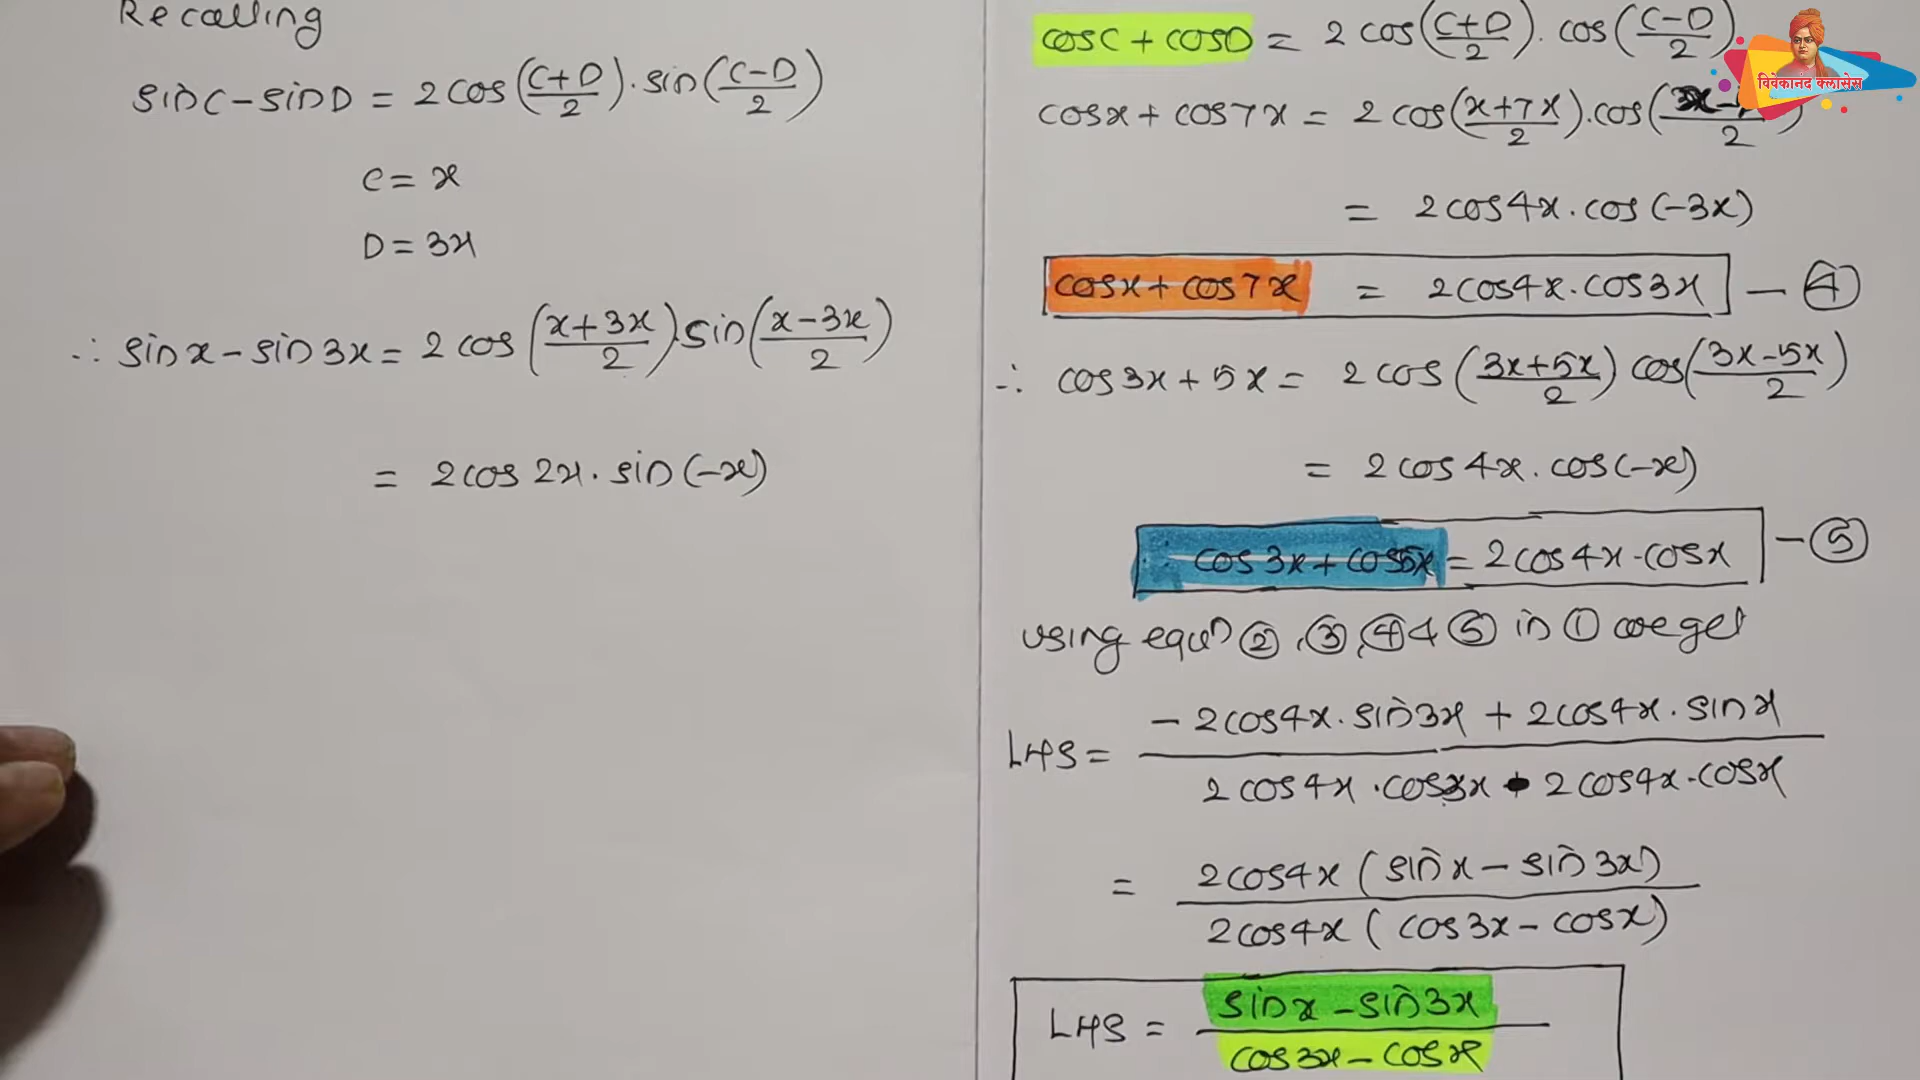 Recalling
sinC - sinD = 2cos(C+D/2).sin(C-D/2)
C = x
D = 3x
∴ sinx - sin3x = 2cos(x+3x/2).sin(x-3x/2)
= 2cos2x.sin(-x)
cosC + cosD = 2cos(C+D/2).cos(C-D/2)
cosx + cos7x = 2cos(x+7x/2).cos( /2)
= 2cos4x.cos(-3x)
cosx + cos7x = 2cos4x.cos3x — ④
∴ cos3x + 5x = 2cos(3x+5x/2) cos(3x-5x/2)
= 2cos4x.cos(-x)
∴ cos3x + cos5x = 2cos4x.cosx — ⑤
using equn ②, ③, ④ & ⑤ in ① we get
LHS = -2cos4x.sin3x + 2cos4x.sinx
2cos4x.cos3x - 2cos4x.cosx
= 2cos4x(sinx - sin3x)
2cos4x(cos3x - cosx)
LHS = sinx - sin3x
cos3x - cosx
विवेकानंद क्लासेस